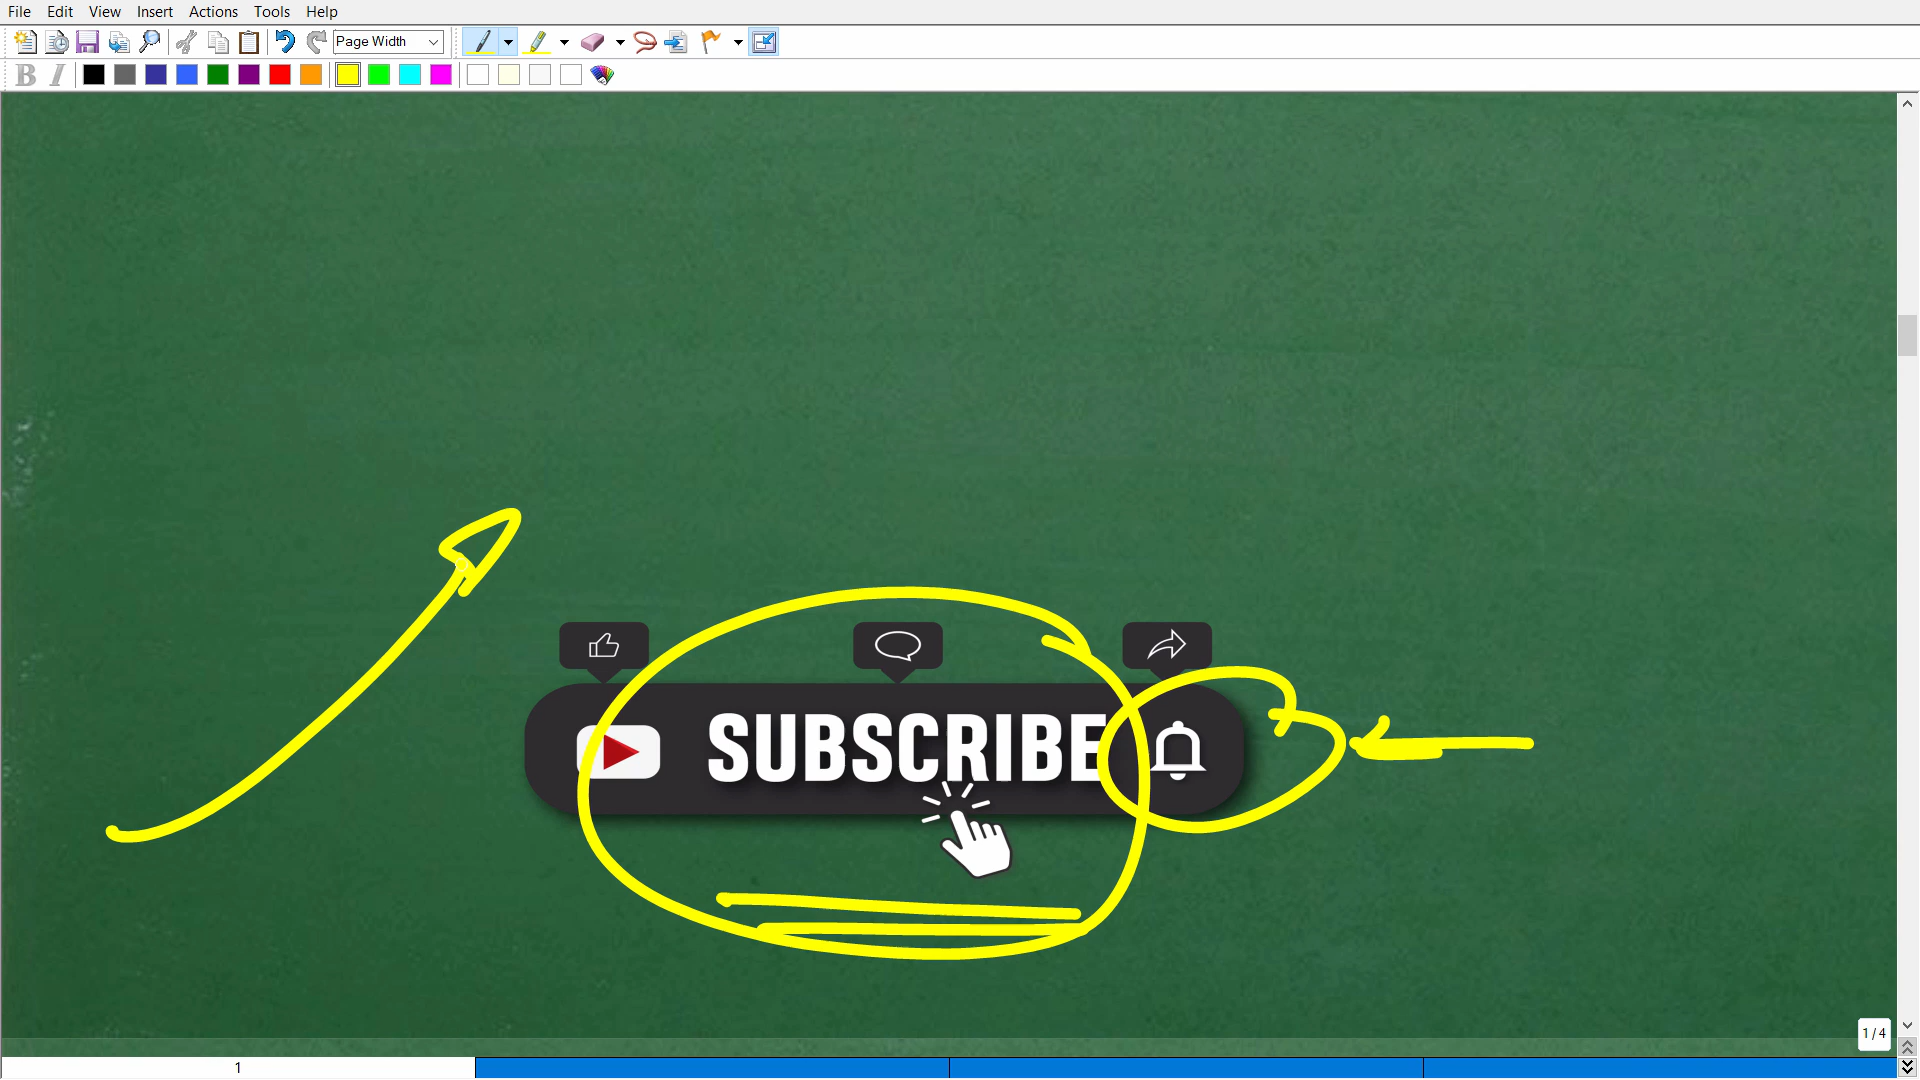 File Edit View Insert Actions Tools Help
Page Width
B I
SUBSCRIBE
1 / 4
1